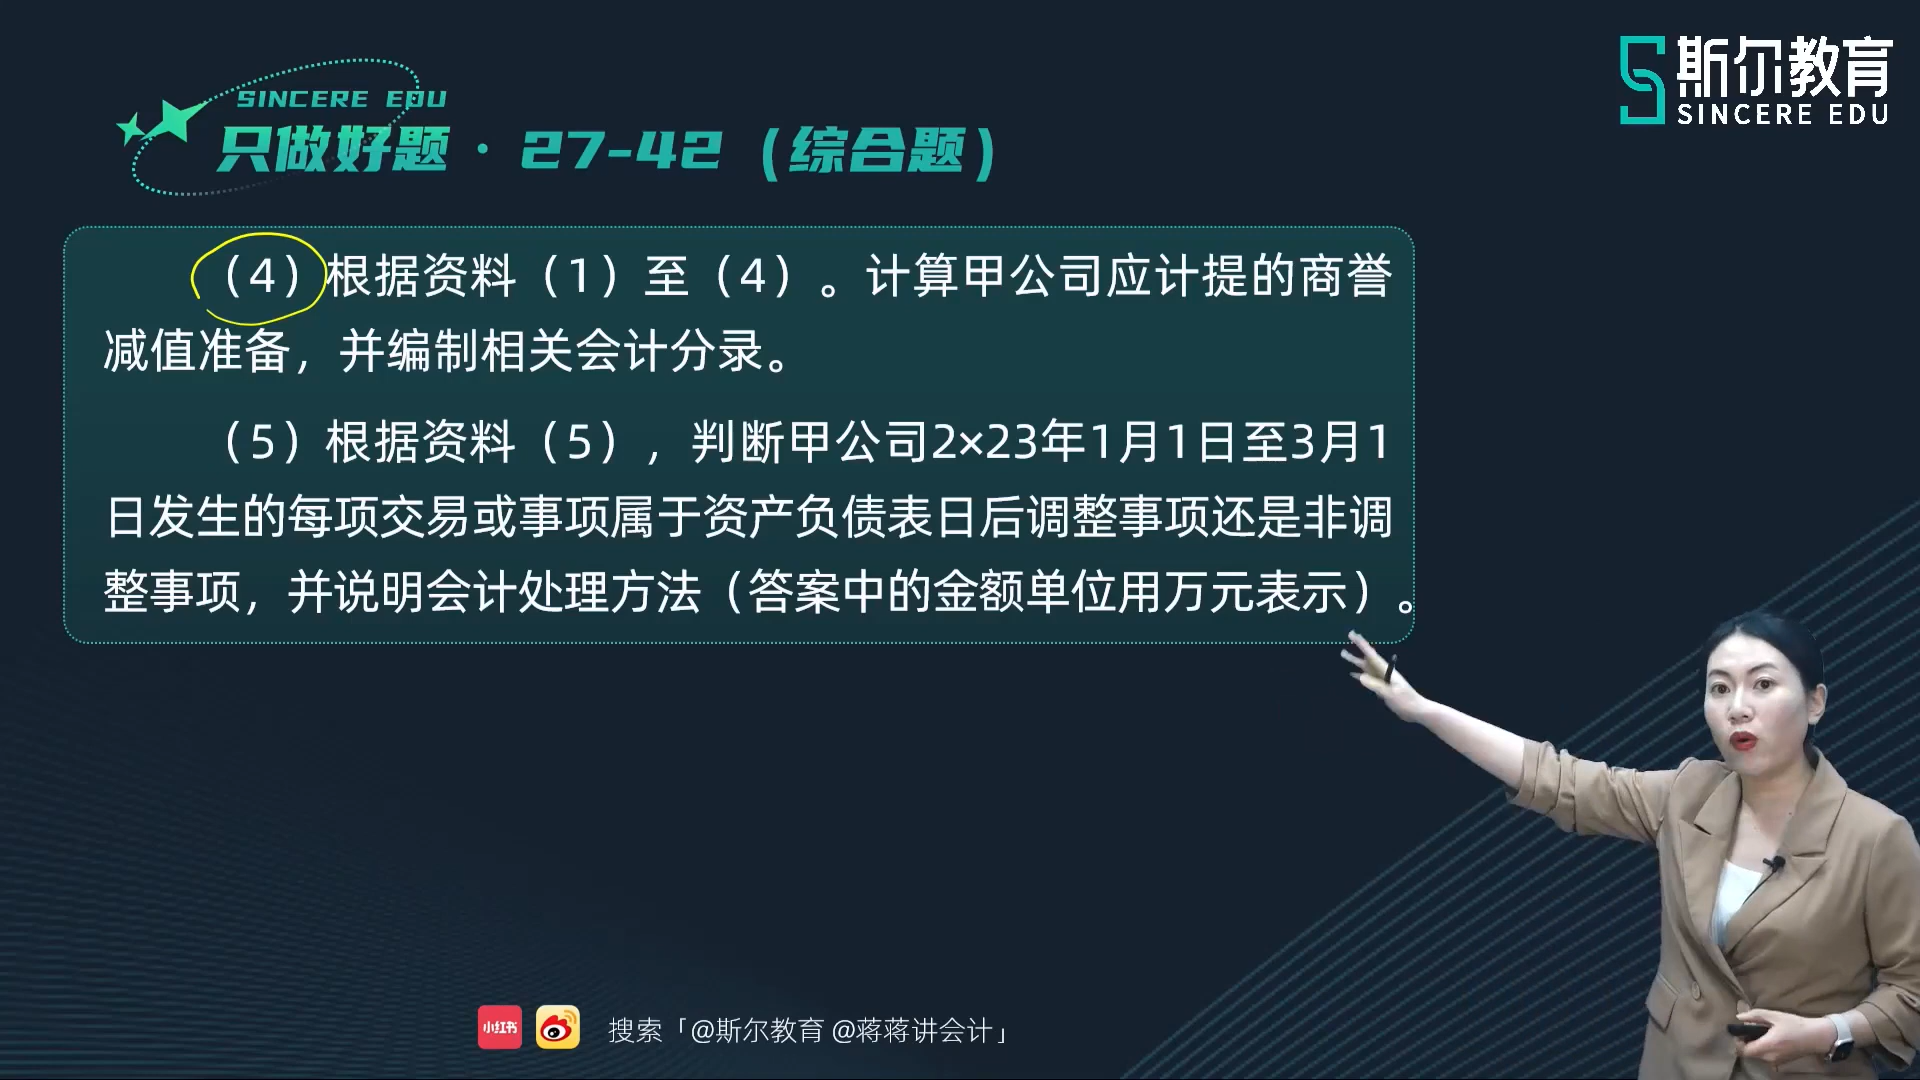 SINCERE EDU
只做好题·27-42（综合题）
斯尔教育
SINCERE EDU
（4）根据资料（1）至（4）。计算甲公司应计提的商誉
减值准备，并编制相关会计分录。
（5）根据资料（5），判断甲公司2×23年1月1日至3月1
日发生的每项交易或事项属于资产负债表日后调整事项还是非调
整事项，并说明会计处理方法（答案中的金额单位用万元表示）。
小红书
搜索「@斯尔教育 @蒋蒋讲会计」